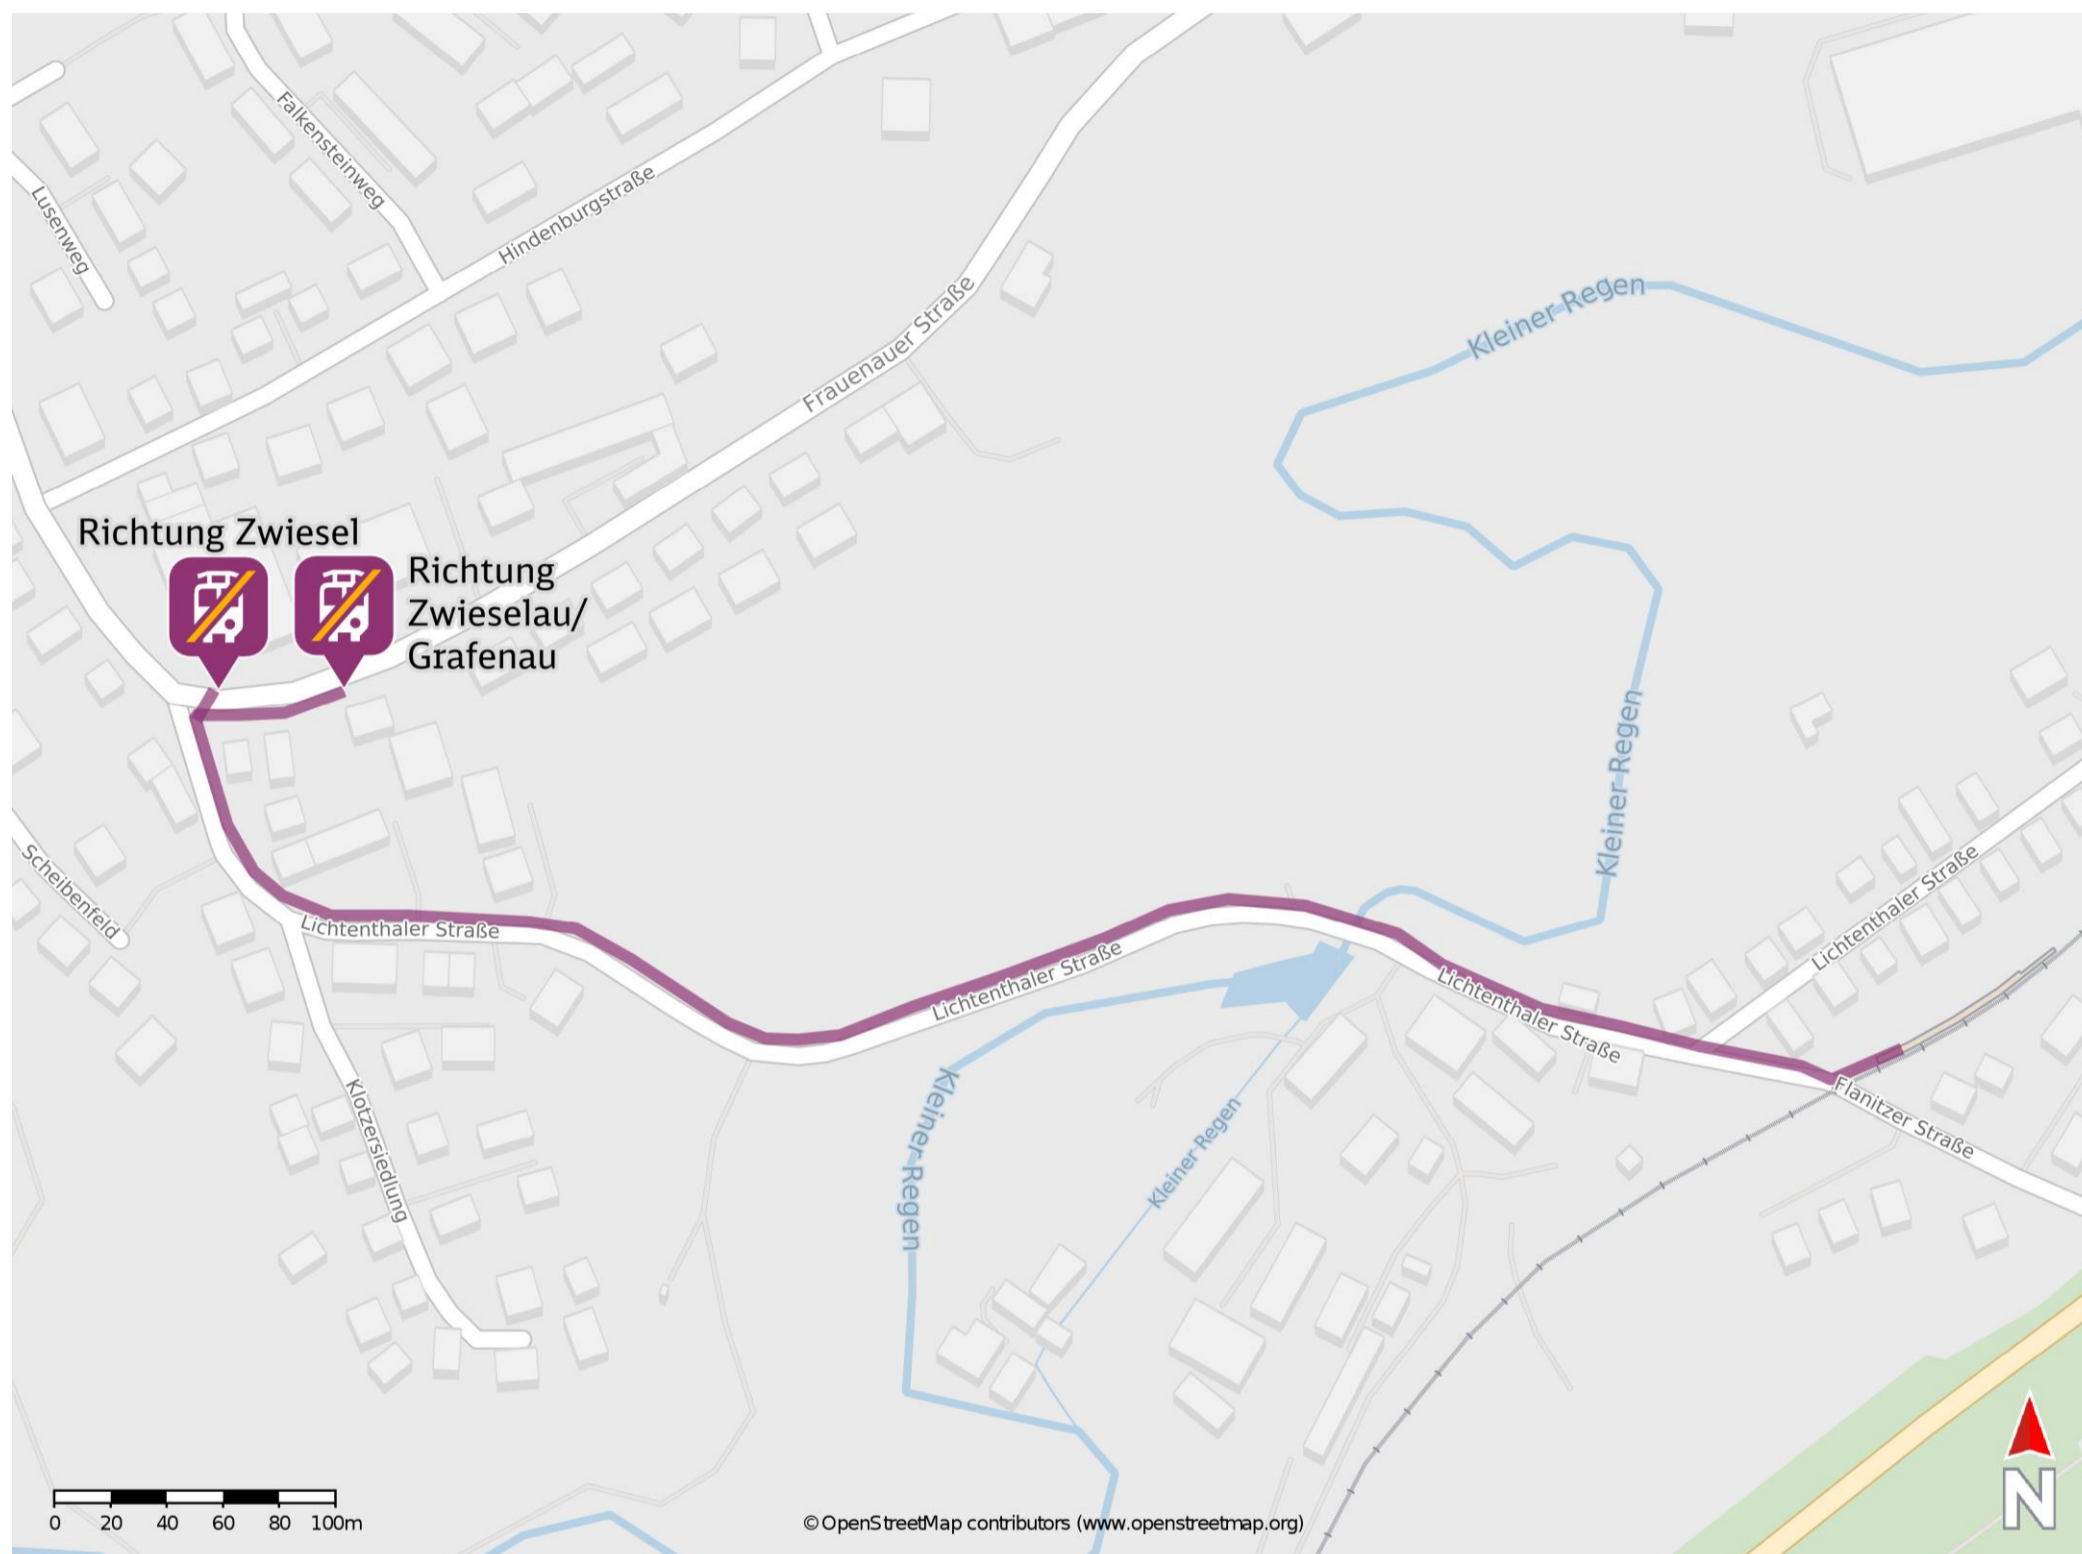 Falkensteinweg
Lusenweg
Hindenburgstraße
Frauenauer Straße
Kleiner Regen
Richtung Zwiesel
Richtung
Zwieselau/
Grafenau
Kleiner Regen
Scheibenfeld
Lichtenthaler Straße
Lichtenthaler Straße
Lichtenthaler Straße
Lichtenthaler Straße
Klotzersiedlung
Kleiner Regen
Kleiner Regen
Flanitzer Straße
0 20 40 60 80 100m
©OpenStreetMap contributors (www.openstreetmap.org)
N